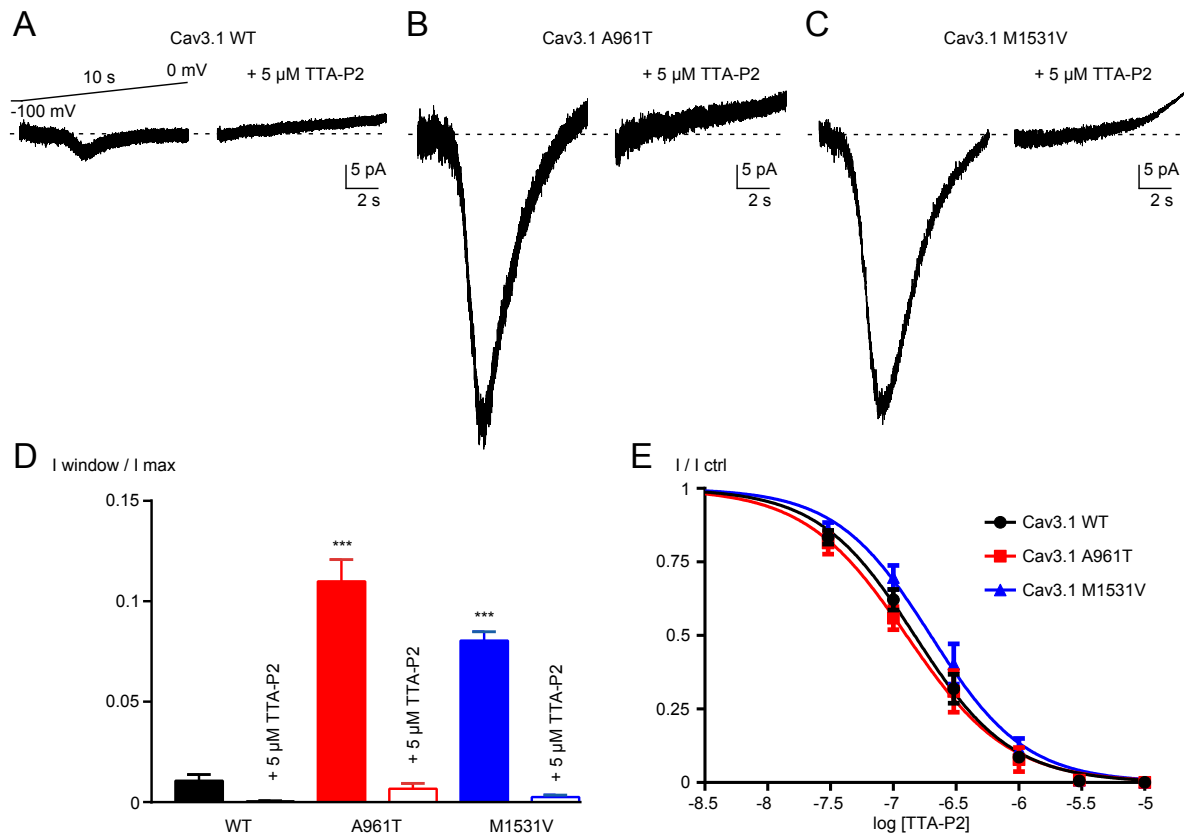 A
Cav3.1 WT
10 s
0 mV
-100 mV
+ 5 µM TTA-P2
5 pA
2 s
B
Cav3.1 A961T
+ 5 µM TTA-P2
5 pA
2 s
C
Cav3.1 M1531V
+ 5 µM TTA-P2
5 pA
2 s
D
I window / I max
0.15
0.1
0.05
0
***
***
+ 5 µM TTA-P2
+ 5 µM TTA-P2
+ 5 µM TTA-P2
WT
A961T
M1531V
E
I / I ctrl
1
0.75
0.5
0.25
0
Cav3.1 WT
Cav3.1 A961T
Cav3.1 M1531V
-8.5
-8
-7.5
-7
-6.5
-6
-5.5
-5
log [TTA-P2]